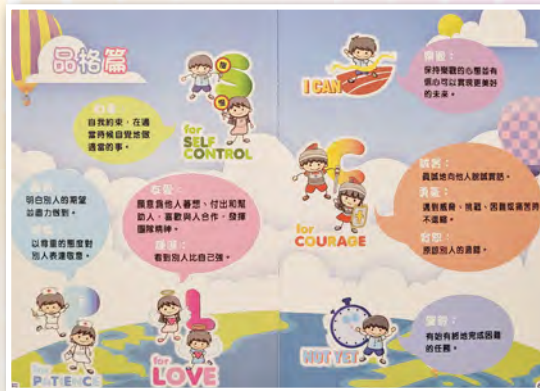 品格篇
自律：
自我約束，在適
當時候自覺地做
適當的事。
for
SELF
CONTROL
明白別人的期望
並盡力做到。
以尊重的態度對
別人表達敬意。
for
PATIENCE
友愛：
願意為他人著想、付出和幫
助人，喜歡與人合作，發揮
團隊精神。
謙遜：
看到別人比自己強。
L
for
LOVE
I CAN
樂觀：
保持樂觀的心態並有
信心可以實現更美好
的未來。
for
COURAGE
誠實：
真誠地向他人說誠實話。
勇氣：
遇到威脅、挑戰、困難或痛苦時
不退縮。
寬恕：
原諒別人的過錯。
NOT YET
堅毅：
有始有終地完成困難
的任務。